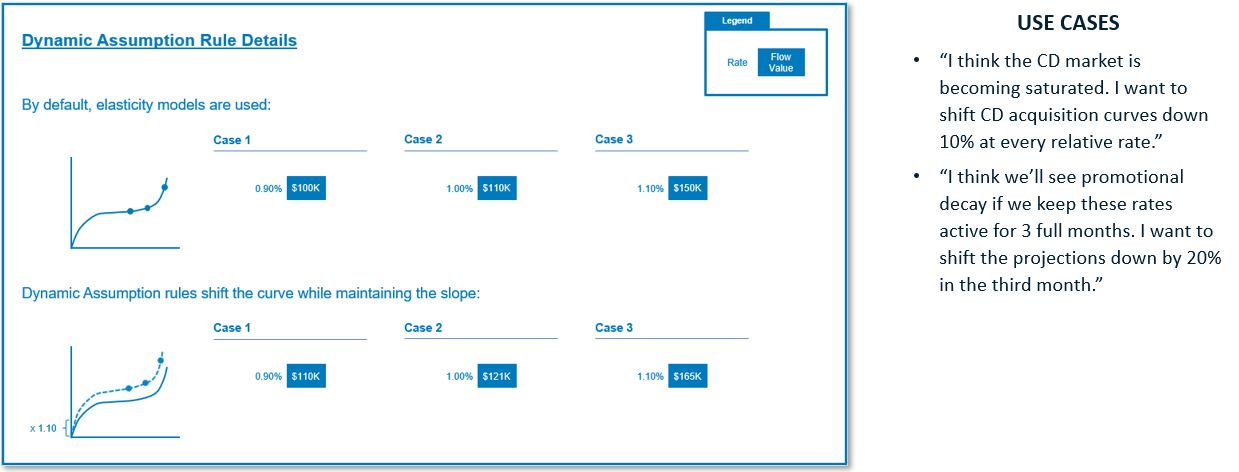 Dynamic Assumption Rule Details
Legend
Rate
Flow
Value
By default, elasticity models are used:
Case 1
Case 2
Case 3
0.90% $100K
1.00% $110K
1.10% $150K
Dynamic Assumption rules shift the curve while maintaining the slope:
Case 1
Case 2
Case 3
x 1.10
0.90% $110K
1.00% $121K
1.10% $165K
USE CASES
• “I think the CD market is
becoming saturated. I want to
shift CD acquisition curves down
10% at every relative rate.”
• “I think we’ll see promotional
decay if we keep these rates
active for 3 full months. I want to
shift the projections down by 20%
in the third month.”